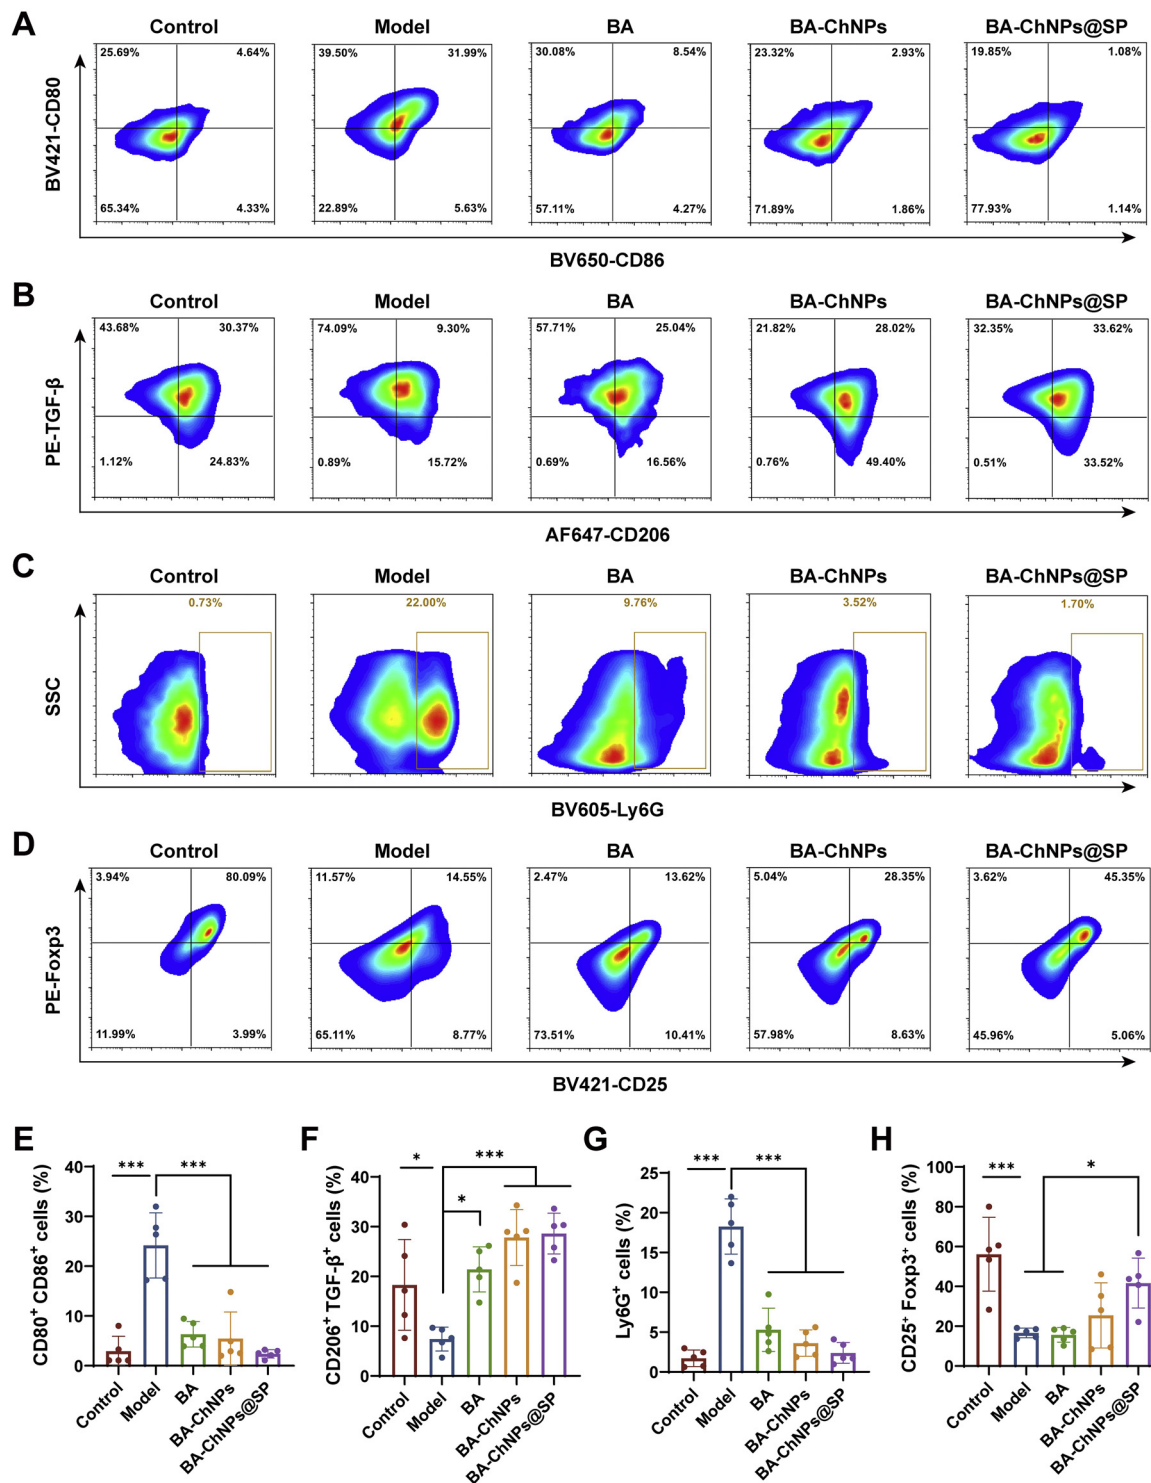 A
Control Model BA BA-ChNPs BA-ChNPs@SP
25.69% 4.64% 39.50% 31.99% 30.08% 8.54% 23.32% 2.93% 19.85% 1.08%
BV421-CD80
65.34% 4.33% 22.89% 5.63% 57.11% 4.27% 71.89% 1.86% 77.93% 1.14%
BV650-CD86
B
Control Model BA BA-ChNPs BA-ChNPs@SP
43.68% 30.37% 74.09% 9.30% 57.71% 25.04% 21.82% 28.02% 32.35% 33.62%
PE-TGF-β
1.12% 24.83% 0.89% 15.72% 0.69% 16.56% 0.76% 49.40% 0.51% 33.52%
AF647-CD206
C
Control Model BA BA-ChNPs BA-ChNPs@SP
0.73% 22.00% 9.76% 3.52% 1.70%
SSC
BV605-Ly6G
D
Control Model BA BA-ChNPs BA-ChNPs@SP
3.94% 80.09% 11.57% 14.55% 2.47% 13.62% 5.04% 28.35% 3.62% 45.35%
PE-Foxp3
11.99% 3.99% 65.11% 8.77% 73.51% 10.41% 57.98% 8.63% 45.96% 5.06%
BV421-CD25
E
CD80⁺ CD86⁺ cells (%)
40
30
20
10
0
*** ***
Control Model BA BA-ChNPs BA-ChNPs@SP
F
CD206⁺ TGF-β⁺ cells (%)
40
30
20
10
0
* *** *
Control Model BA BA-ChNPs BA-ChNPs@SP
G
Ly6G⁺ cells (%)
25
20
15
10
5
0
*** ***
Control Model BA BA-ChNPs BA-ChNPs@SP
H
CD25⁺ Foxp3⁺ cells (%)
100
80
60
40
20
0
*** *
Control Model BA BA-ChNPs BA-ChNPs@SP